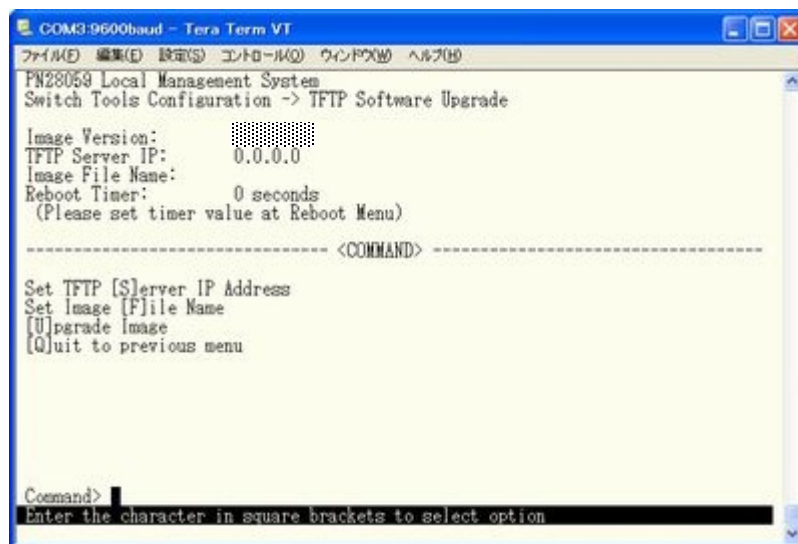 COM3:9600baud - Tera Term VT
ファイル(F) 編集(E) 設定(S) コントロール(O) ウィンドウ(W) ヘルプ(H)
PN28059 Local Management System
Switch Tools Configuration -> TFTP Software Upgrade
Image Version:
TFTP Server IP: 0.0.0.0
Image File Name:
Reboot Timer: 0 seconds
(Please set timer value at Reboot Menu)
------------------------------- <COMMAND> ----------------------------------
Set TFTP [S]erver IP Address
Set Image [F]ile Name
[U]pgrade Image
[Q]uit to previous menu
Command>
Enter the character in square brackets to select option